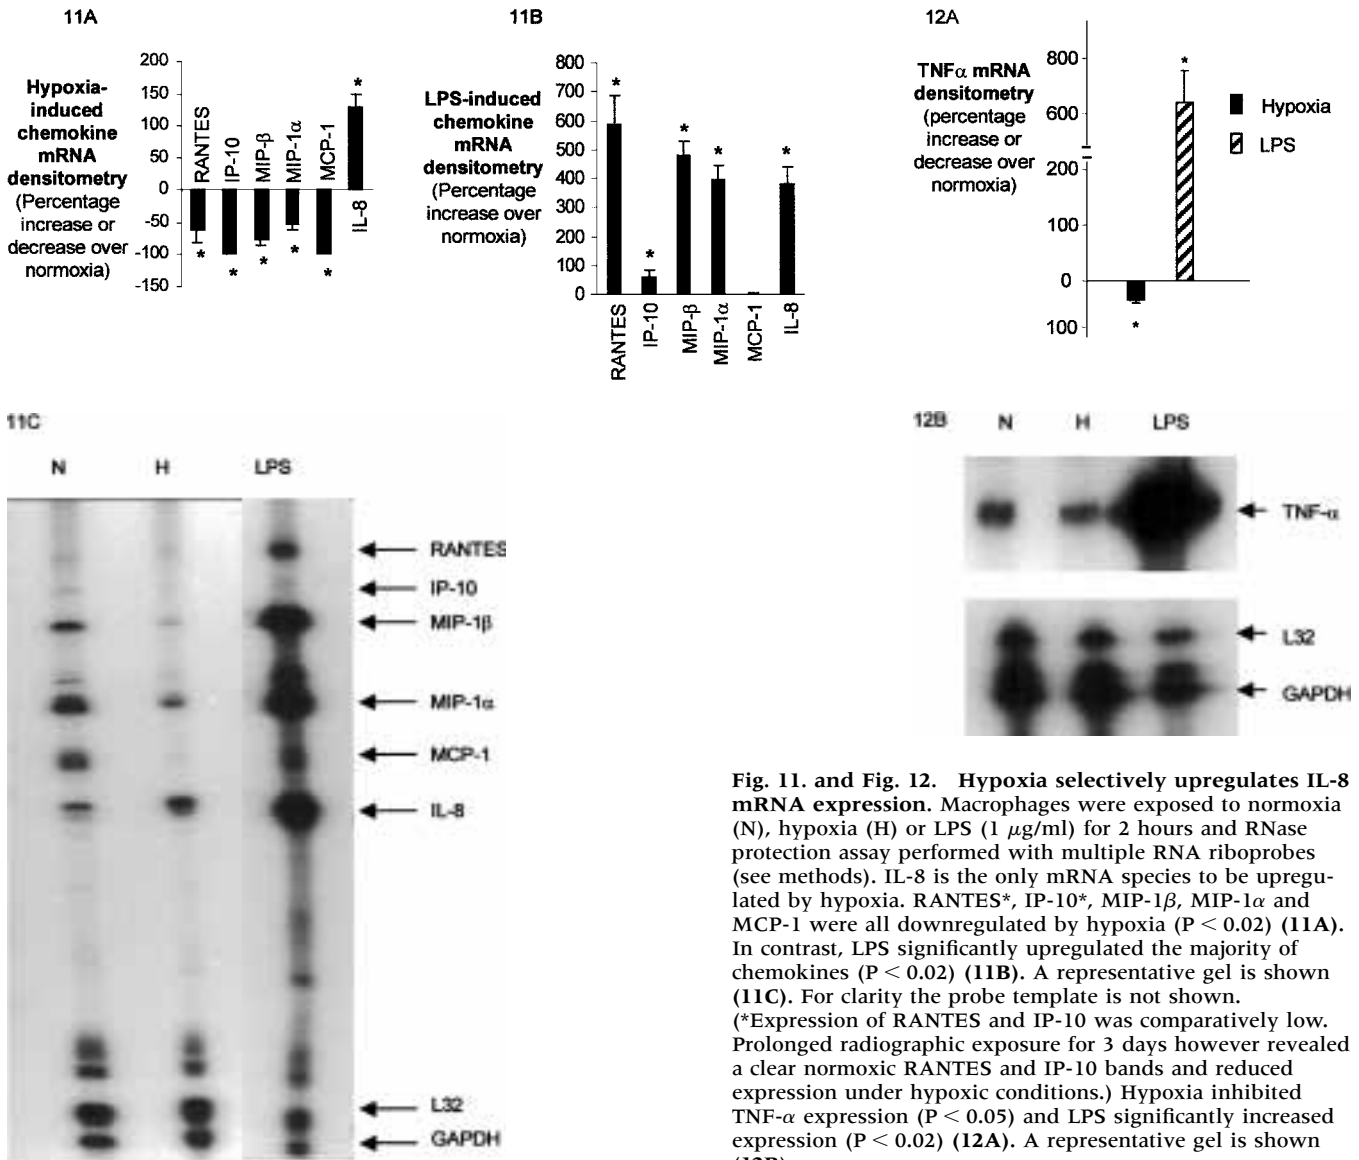 11A
Hypoxia-
induced
chemokine
mRNA
densitometry
(Percentage
increase or
decrease over
normoxia)
200
150
100
50
0
-50
-100
-150
RANTES
IP-10
MIP-β
MIP-1α
MCP-1
IL-8
*
*
*
*
*
*
11B
LPS-induced
chemokine
mRNA
densitometry
(Percentage
increase over
normoxia)
800
700
600
500
400
300
200
100
0
*
*
*
*
*
RANTES
IP-10
MIP-β
MIP-1α
MCP-1
IL-8
12A
TNFα mRNA
densitometry
(percentage
increase or
decrease over
normoxia)
800
600
200
100
0
100
*
*
Hypoxia
LPS
11C
N H LPS
RANTES
IP-10
MIP-1β
MIP-1α
MCP-1
IL-8
L32
GAPDH
12B N H LPS
TNF-α
L32
GAPDH
Fig. 11. and Fig. 12. Hypoxia selectively upregulates IL-8
mRNA expression. Macrophages were exposed to normoxia
(N), hypoxia (H) or LPS (1 μg/ml) for 2 hours and RNase
protection assay performed with multiple RNA riboprobes
(see methods). IL-8 is the only mRNA species to be upregu-
lated by hypoxia. RANTES*, IP-10*, MIP-1β, MIP-1α and
MCP-1 were all downregulated by hypoxia (P < 0.02) (11A).
In contrast, LPS significantly upregulated the majority of
chemokines (P < 0.02) (11B). A representative gel is shown
(11C). For clarity the probe template is not shown.
(*Expression of RANTES and IP-10 was comparatively low.
Prolonged radiographic exposure for 3 days however revealed
a clear normoxic RANTES and IP-10 bands and reduced
expression under hypoxic conditions.) Hypoxia inhibited
TNF-α expression (P < 0.05) and LPS significantly increased
expression (P < 0.02) (12A). A representative gel is shown